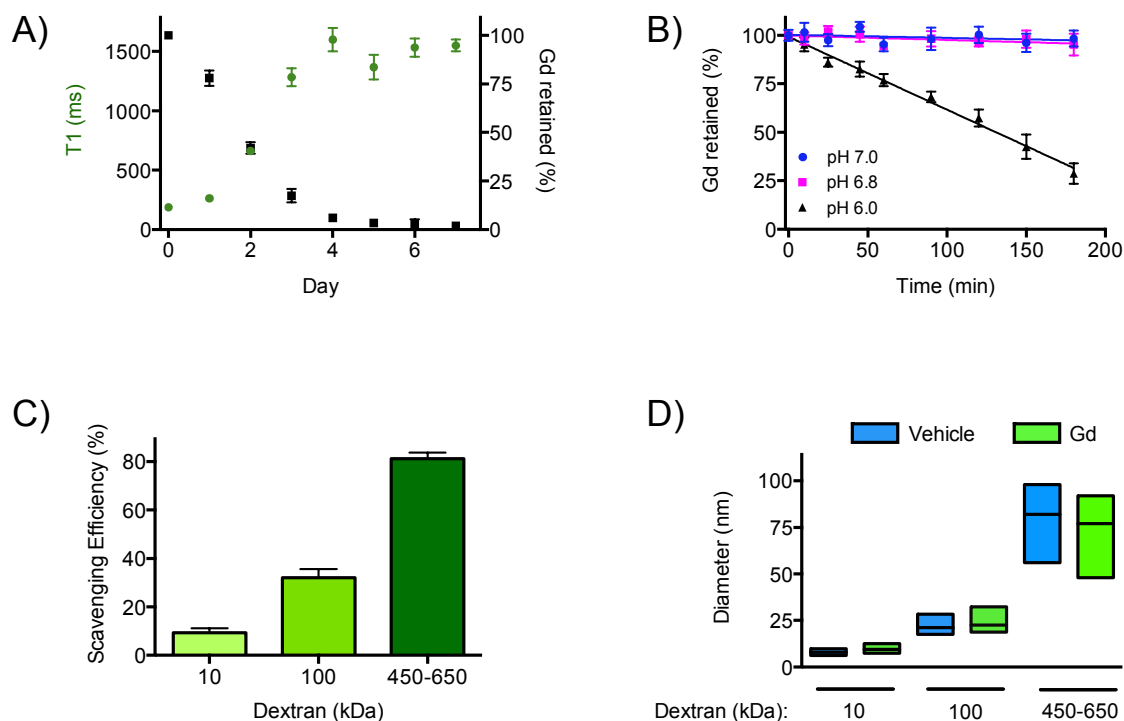 A)
T1 (ms)
1500
1000
500
0
100
75
50
25
0
Gd retained
(%)
0
2
4
6
Day
B)
Gd retained (%)
100
75
50
25
0
pH 7.0
pH 6.8
pH 6.0
0
50
100
150
200
Time (min)
C)
Scavenging Efficiency (%)
80
60
40
20
0
10
100
450-650
Dextran (kDa)
D)
Vehicle
Gd
Diameter (nm)
100
75
50
25
0
Dextran (kDa):
10
100
450-650